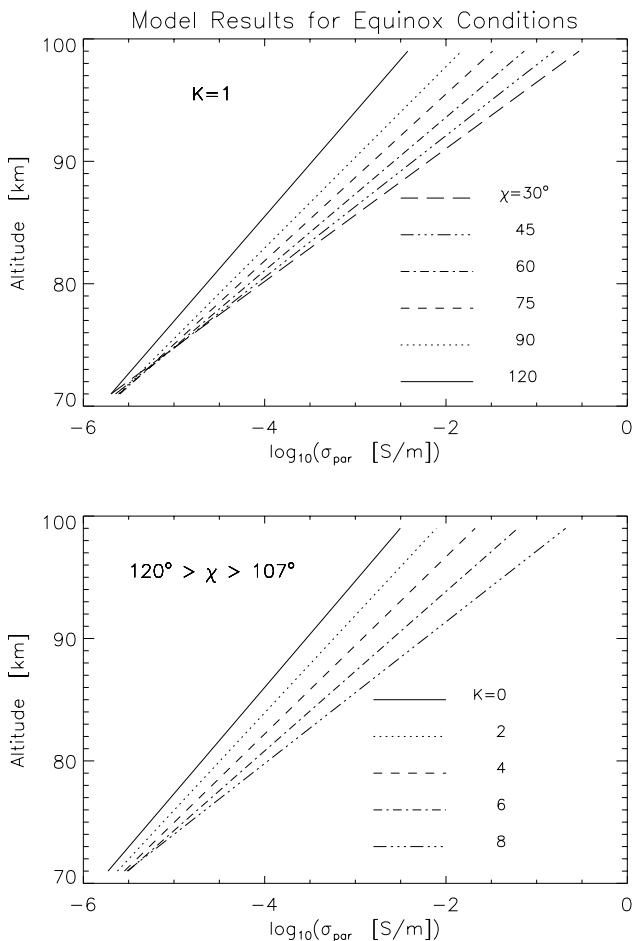 Model Results for Equinox Conditions
100
90
80
70
Altitude [km]
K=1
χ=30°
45
60
75
90
120
-6
-4
-2
0
log₁₀(σ_par [S/m])
100
90
80
70
Altitude [km]
120° > χ > 107°
K=0
2
4
6
8
-6
-4
-2
0
log₁₀(σ_par [S/m])